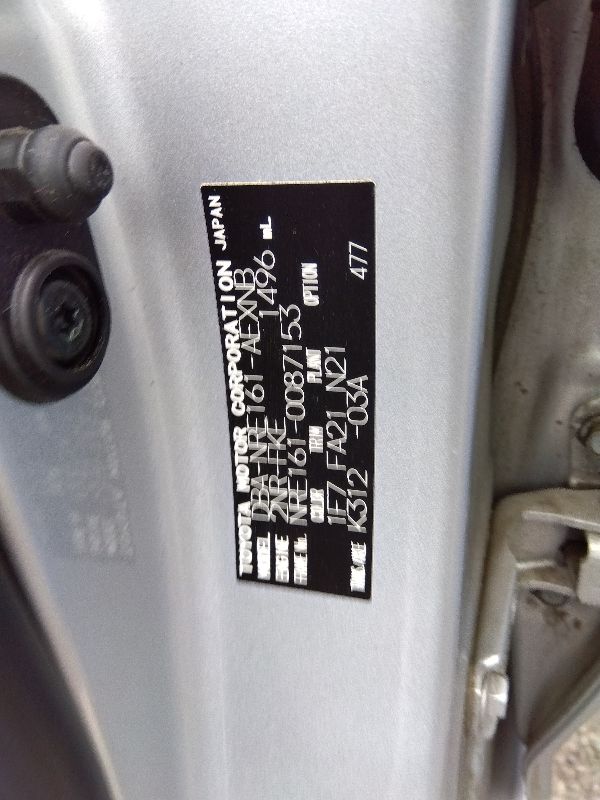 TOYOTA MOTOR CORPORATION JAPAN
MODEL DBA-NRE161-AEXNB
ENGINE 2NR-FKE 1496 mL
FRAME No. NRE161-0087153
COLOR TRIM PLANT OPTION
1F7 FA21 N21 477
TRANS./AXLE K312 -03A